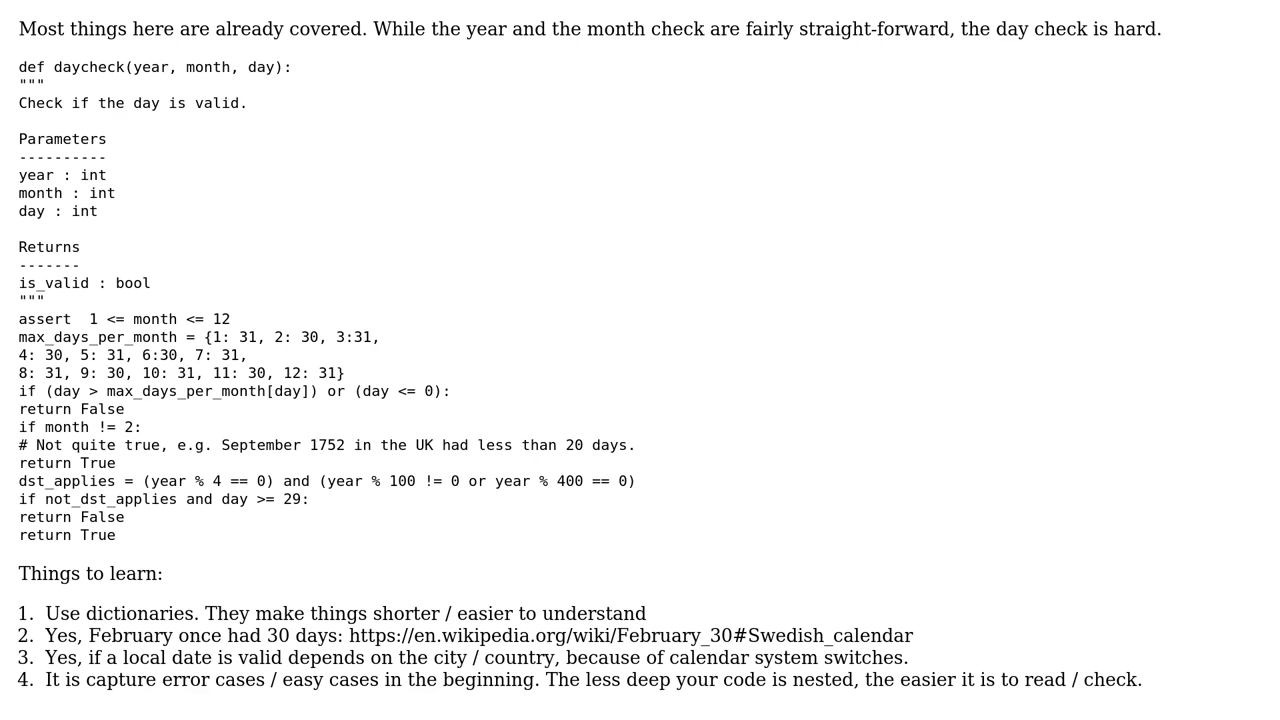 Most things here are already covered. While the year and the month check are fairly straight-forward, the day check is hard.
def daycheck(year, month, day):
"""
Check if the day is valid.
Parameters
----------
year : int
month : int
day : int
Returns
-------
is_valid : bool
"""
assert  1 <= month <= 12
max_days_per_month = {1: 31, 2: 30, 3:31,
4: 30, 5: 31, 6:30, 7: 31,
8: 31, 9: 30, 10: 31, 11: 30, 12: 31}
if (day > max_days_per_month[day]) or (day <= 0):
return False
if month != 2:
# Not quite true, e.g. September 1752 in the UK had less than 20 days.
return True
dst_applies = (year % 4 == 0) and (year % 100 != 0 or year % 400 == 0)
if not_dst_applies and day >= 29:
return False
return True
Things to learn:
1. Use dictionaries. They make things shorter / easier to understand
2. Yes, February once had 30 days: https://en.wikipedia.org/wiki/February_30#Swedish_calendar
3. Yes, if a local date is valid depends on the city / country, because of calendar system switches.
4. It is capture error cases / easy cases in the beginning. The less deep your code is nested, the easier it is to read / check.